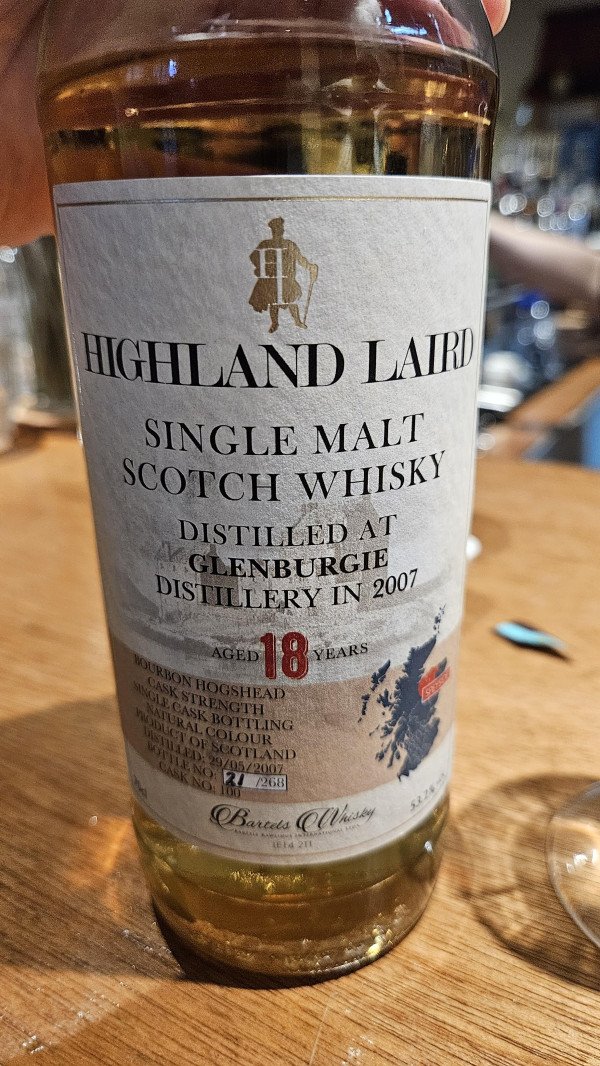 HL
HIGHLAND LAIRD
SINGLE MALT
SCOTCH WHISKY
DISTILLED AT
GLENBURGIE
DISTILLERY IN 2007
AGED 18 YEARS
BOURBON HOGSHEAD
CASK STRENGTH
SINGLE CASK BOTTLING
NATURAL COLOUR
PRODUCT OF SCOTLAND
DISTILLED: 29/05/2007
BOTTLE NO: 21 /268
CASK NO: 100
Bartels Whisky